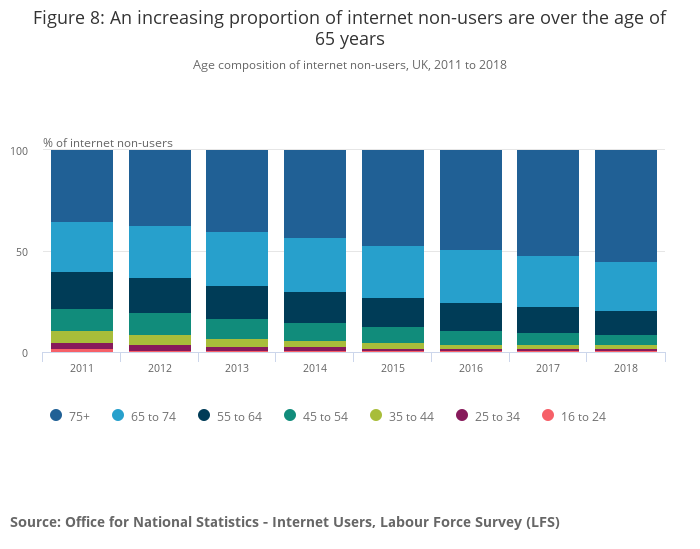 Figure 8: An increasing proportion of internet non-users are over the age of
65 years
Age composition of internet non-users, UK, 2011 to 2018
% of internet non-users
100
50
0
2011 2012 2013 2014 2015 2016 2017 2018
75+ 65 to 74 55 to 64 45 to 54 35 to 44 25 to 34 16 to 24
Source: Office for National Statistics - Internet Users, Labour Force Survey (LFS)